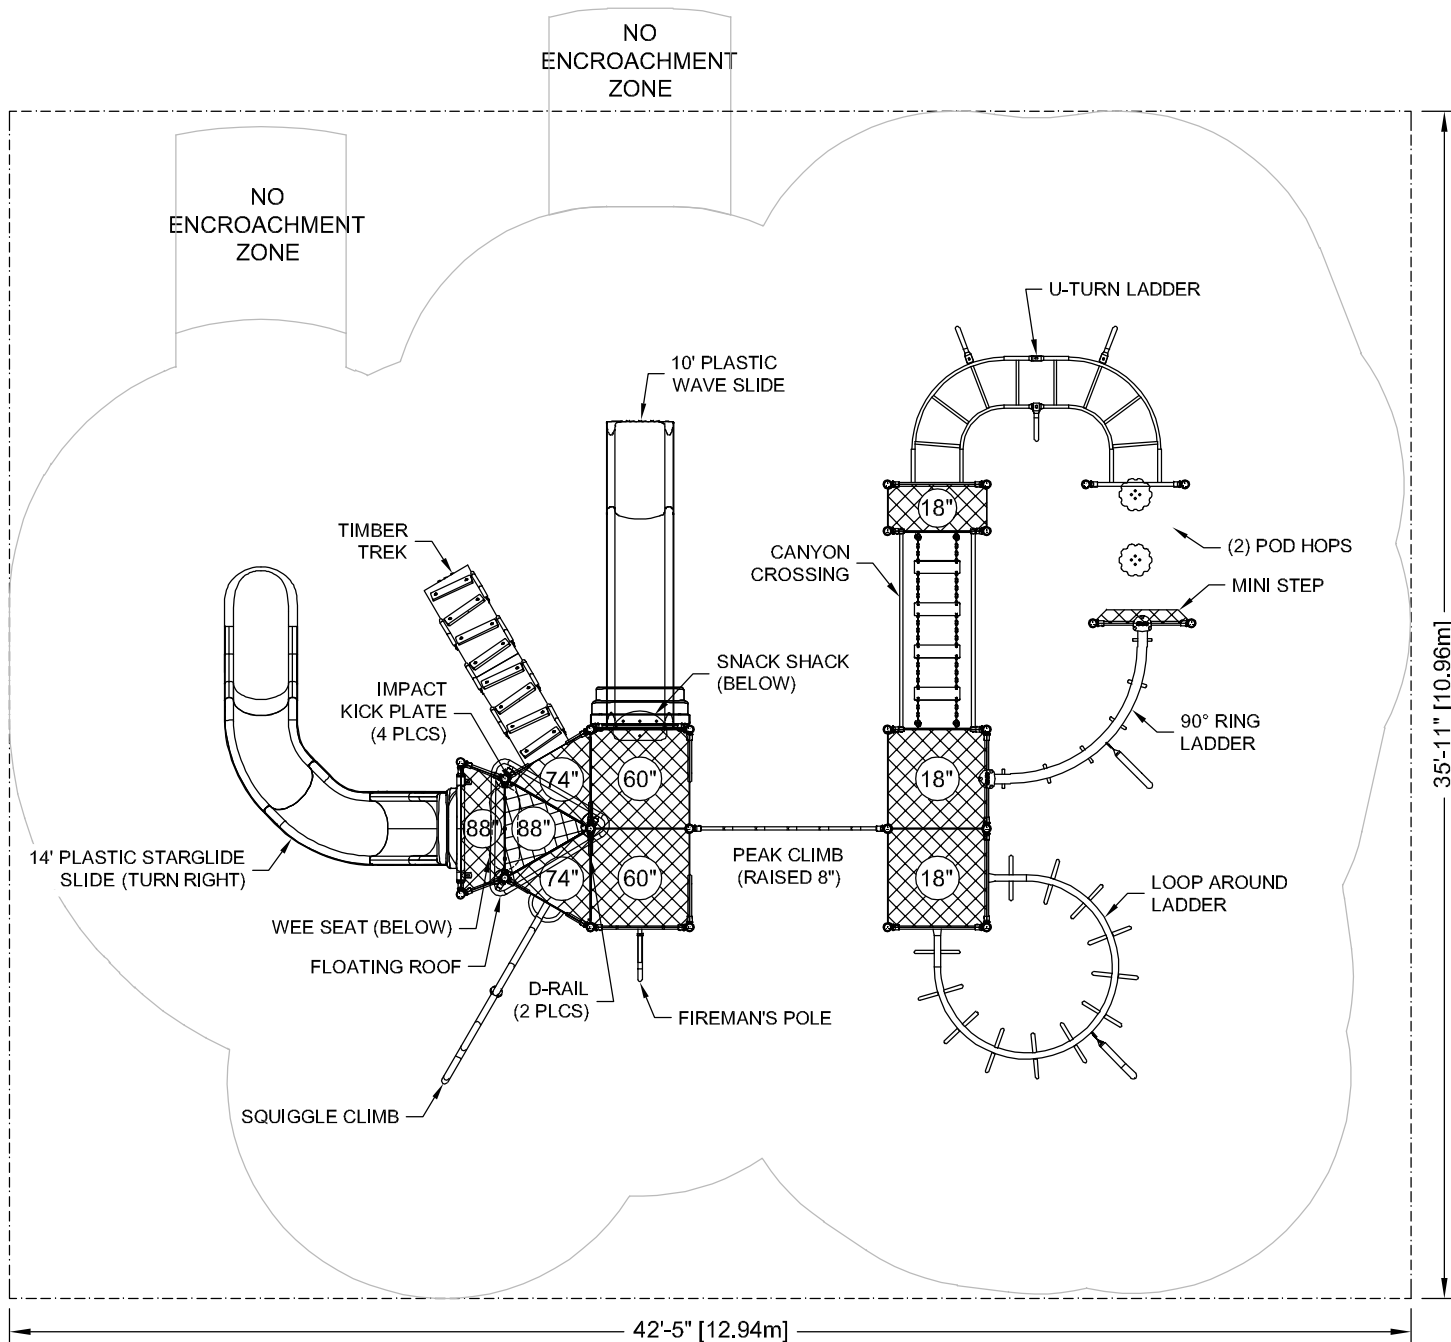 NO
ENCROACHMENT
ZONE
NO
ENCROACHMENT
ZONE
U-TURN LADDER
10' PLASTIC
WAVE SLIDE
18"
TIMBER
TREK
CANYON
CROSSING
(2) POD HOPS
MINI STEP
SNACK SHACK
(BELOW)
IMPACT
KICK PLATE
(4 PLCS)
90° RING
LADDER
35'-11" [10.96m]
74"
60"
18"
88"
88"
14' PLASTIC STARGLIDE
SLIDE (TURN RIGHT)
PEAK CLIMB
(RAISED 8")
74"
60"
18"
LOOP AROUND
LADDER
WEE SEAT (BELOW)
FLOATING ROOF
D-RAIL
(2 PLCS)
FIREMAN'S POLE
SQUIGGLE CLIMB
42'-5" [12.94m]